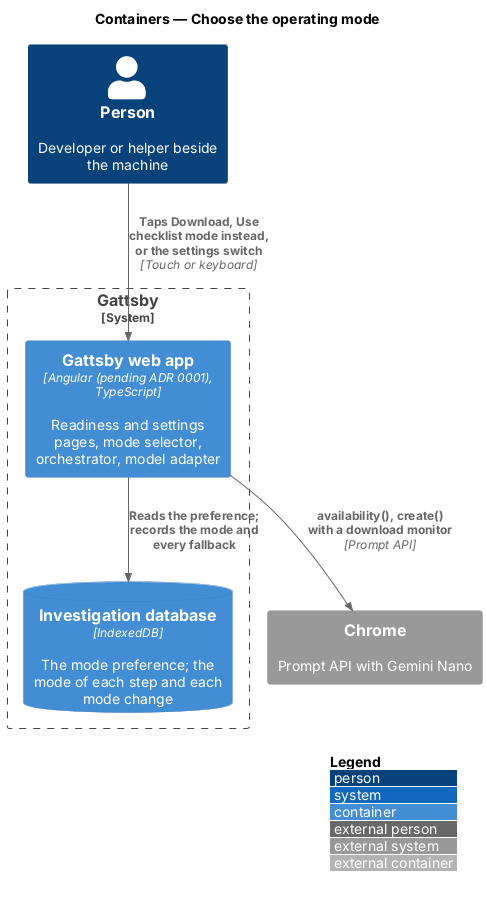 Containers — Choose the operating mode
Person
Developer or helper beside
the machine
Taps Download, Use
checklist mode instead,
or the settings switch
[Touch or keyboard]
Gattsby
[System]
Gattsby web app
[Angular (pending ADR 0001),
TypeScript]
Readiness and settings
pages, mode selector,
orchestrator, model adapter
Reads the preference;
records the mode and
every fallback
availability(), create()
with a download monitor
[Prompt API]
Investigation database
[IndexedDB]
The mode preference; the
mode of each step and each
mode change
Chrome
Prompt API with Gemini Nano
Legend
person
system
container
external person
external system
external container